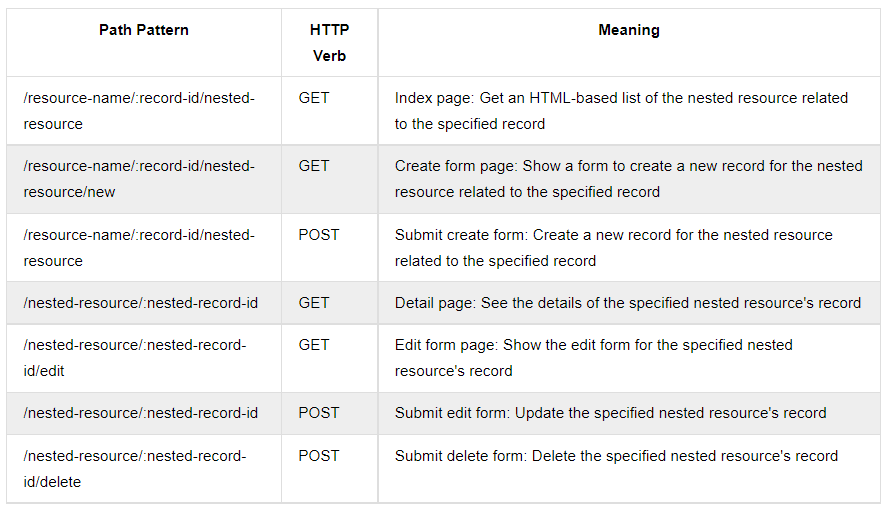 Path Pattern HTTP Verb Meaning
/resource-name/:record-id/nested-resource GET Index page: Get an HTML-based list of the nested resource related to the specified record
/resource-name/:record-id/nested-resource/new GET Create form page: Show a form to create a new record for the nested resource related to the specified record
/resource-name/:record-id/nested-resource POST Submit create form: Create a new record for the nested resource related to the specified record
/nested-resource/:nested-record-id GET Detail page: See the details of the specified nested resource's record
/nested-resource/:nested-record-id/edit GET Edit form page: Show the edit form for the specified nested resource's record
/nested-resource/:nested-record-id POST Submit edit form: Update the specified nested resource's record
/nested-resource/:nested-record-id/delete POST Submit delete form: Delete the specified nested resource's record